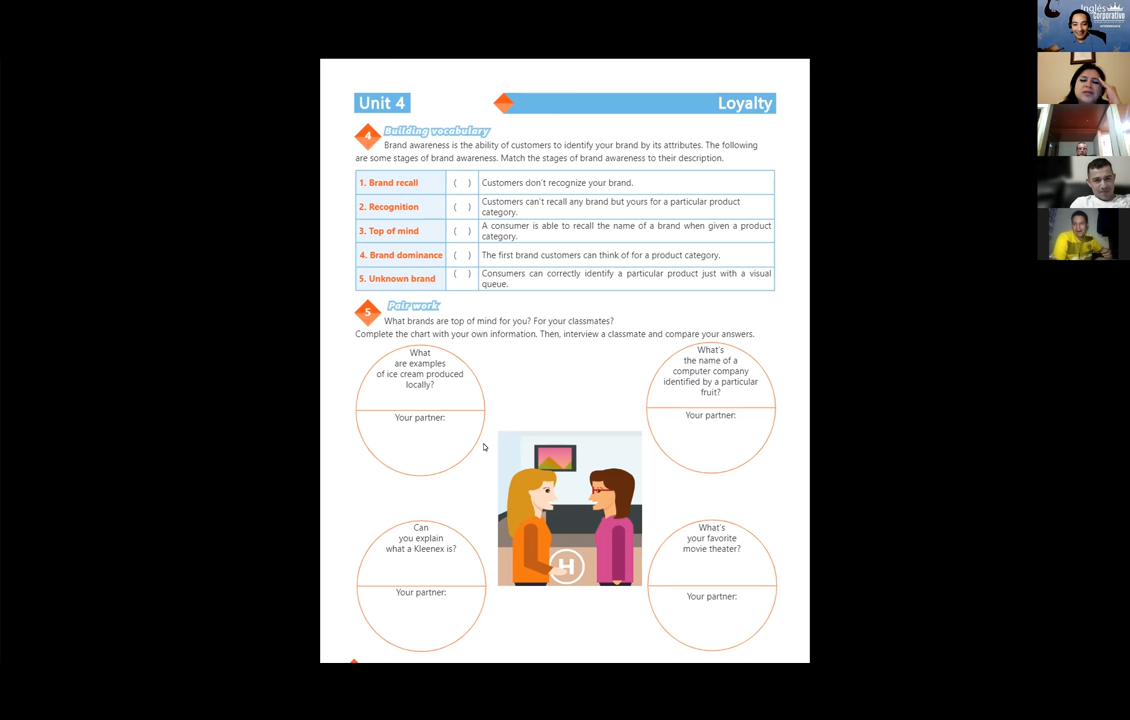 Unit 4
Loyalty
4
Building vocabulary
Brand awareness is the ability of customers to identify your brand by its attributes. The following
are some stages of brand awareness. Match the stages of brand awareness to their description.
1. Brand recall ( ) Customers don't recognize your brand.
2. Recognition ( ) Customers can't recall any brand but yours for a particular product
category.
3. Top of mind ( ) A consumer is able to recall the name of a brand when given a product
category.
4. Brand dominance ( ) The first brand customers can think of for a product category.
5. Unknown brand ( ) Consumers can correctly identify a particular product just with a visual
queue.
5
Pair work
What brands are top of mind for you? For your classmates?
Complete the chart with your own information. Then, interview a classmate and compare your answers.
What
are examples
of ice cream produced
locally?
Your partner:
What's
the name of a
computer company
identified by a particular
fruit?
Your partner:
Can
you explain
what a Kleenex is?
Your partner:
What's
your favorite
movie theater?
Your partner:
H
Inglés
Corporativo